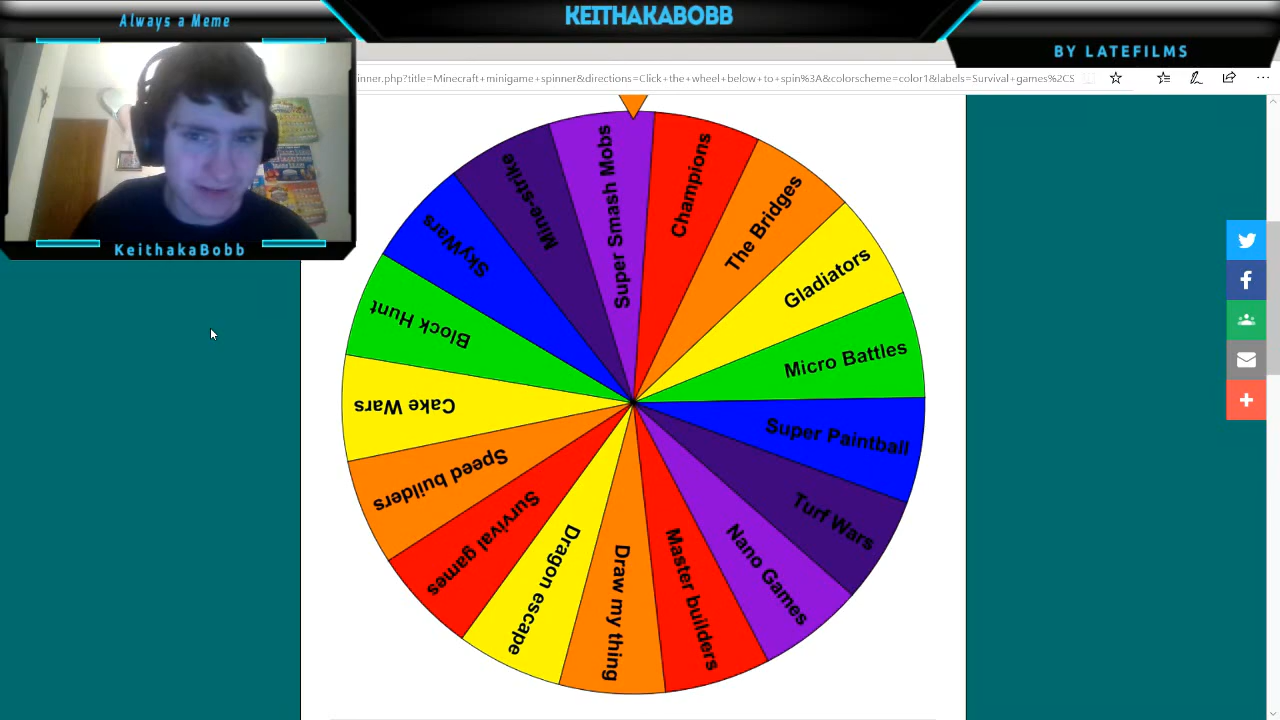 Always a Meme
KEITHAKABOBB
BY LATEFILMS
inner.php?title=Minecraft+minigame+spinner&directions=Click+the+wheel+below+to+spin%3A&colorscheme=color1&labels=Survival+games%2CS
KeithakaBobb
Super Smash Mobs
Champions
The Bridges
Gladiators
Micro Battles
Super Paintball
Turf Wars
Nano Games
Master builders
Draw my thing
Dragon escape
Survival games
Speed builders
Cake Wars
Block Hunt
SkyWars
Mine-strike